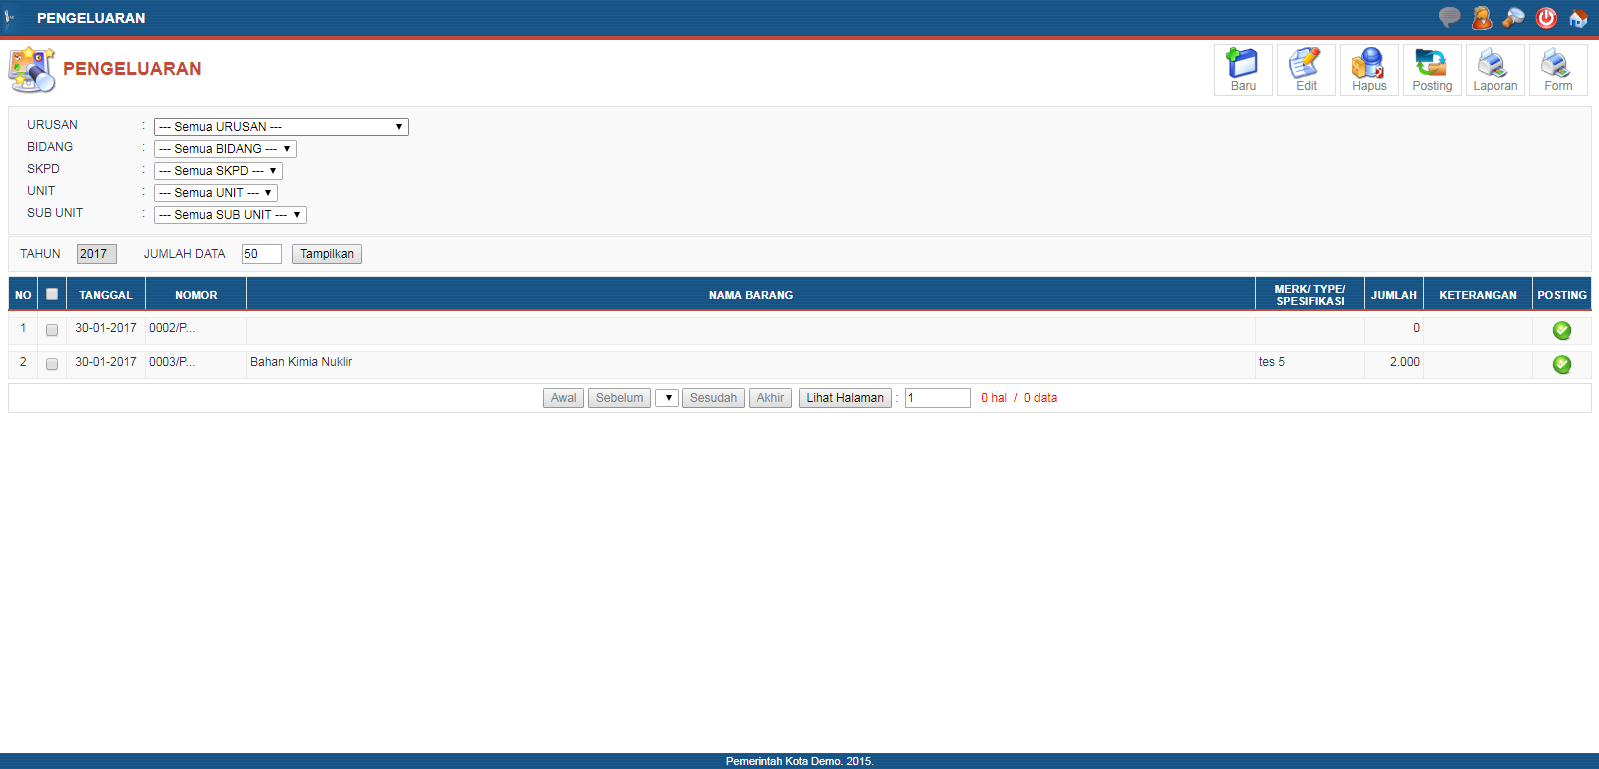 PENGELUARAN
PENGELUARAN
Baru Edit Hapus Posting Laporan Form
URUSAN : --- Semua URUSAN ---
BIDANG : --- Semua BIDANG ---
SKPD : --- Semua SKPD ---
UNIT : --- Semua UNIT ---
SUB UNIT : --- Semua SUB UNIT ---
TAHUN 2017 JUMLAH DATA 50 Tampilkan
NO TANGGAL NOMOR NAMA BARANG MERK/ TYPE/ SPESIFIKASI JUMLAH KETERANGAN POSTING
1 30-01-2017 0002/P... 0
2 30-01-2017 0003/P... Bahan Kimia Nuklir tes 5 2.000
Awal Sebelum Sesudah Akhir Lihat Halaman : 1 0 hal / 0 data
Pemerintah Kota Demo. 2015.